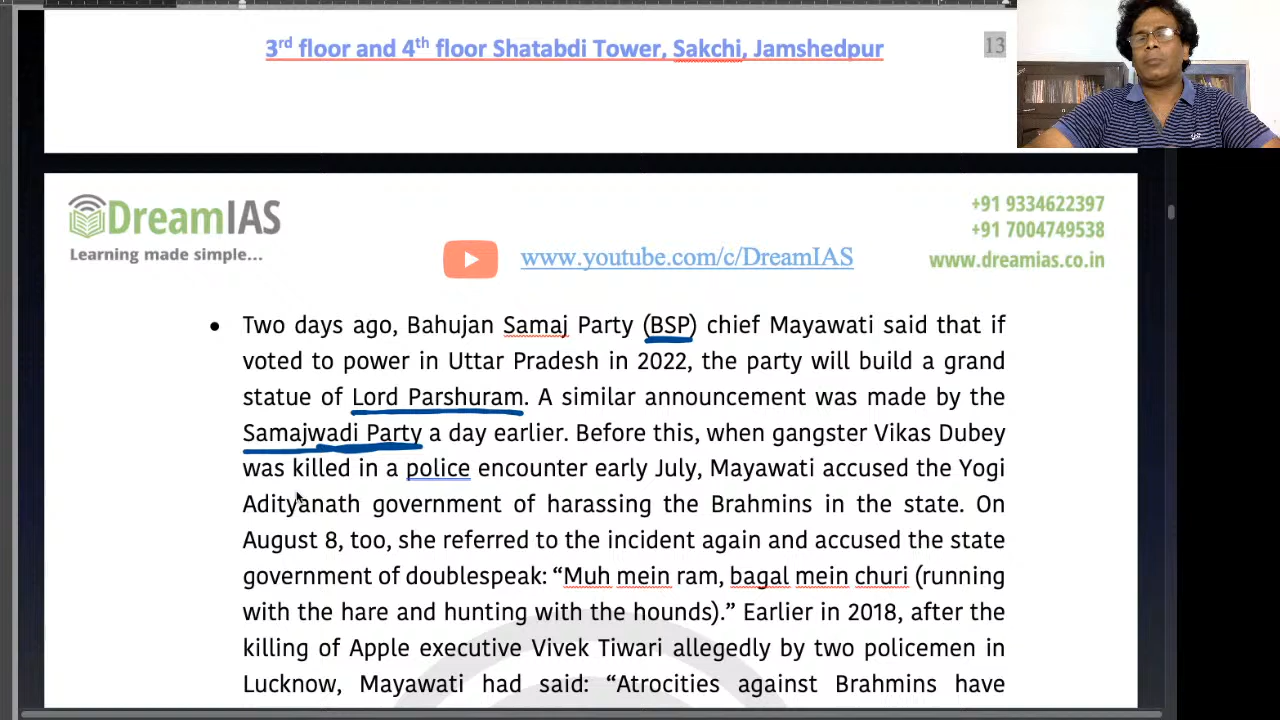 3rd floor and 4th floor Shatabdi Tower, Sakchi, Jamshedpur
13
DreamIAS
Learning made simple...
www.youtube.com/c/DreamIAS
+91 9334622397
+91 7004749538
www.dreamias.co.in
• Two days ago, Bahujan Samaj Party (BSP) chief Mayawati said that if
voted to power in Uttar Pradesh in 2022, the party will build a grand
statue of Lord Parshuram. A similar announcement was made by the
Samajwadi Party a day earlier. Before this, when gangster Vikas Dubey
was killed in a police encounter early July, Mayawati accused the Yogi
Adityanath government of harassing the Brahmins in the state. On
August 8, too, she referred to the incident again and accused the state
government of doublespeak: “Muh mein ram, bagal mein churi (running
with the hare and hunting with the hounds).” Earlier in 2018, after the
killing of Apple executive Vivek Tiwari allegedly by two policemen in
Lucknow, Mayawati had said: “Atrocities against Brahmins have